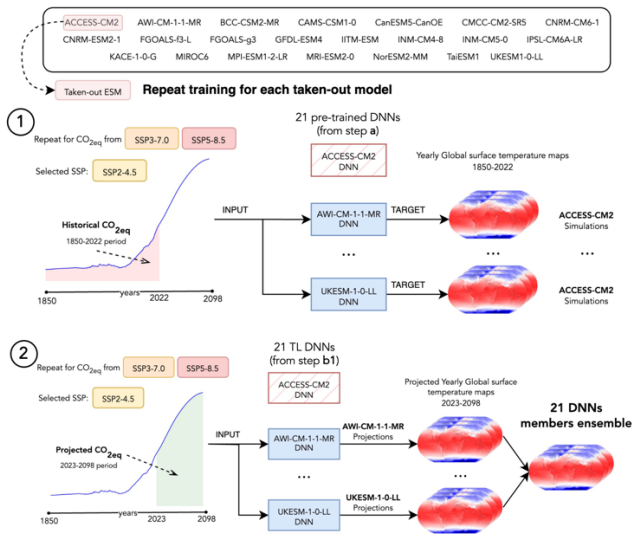 ACCESS-CM2 AWI-CM-1-1-MR BCC-CSM2-MR CAMS-CSM1-0 CanESM5-CanOE CMCC-CM2-SR5 CNRM-CM6-1
CNRM-ESM2-1 FGOALS-f3-L FGOALS-g3 GFDL-ESM4 IITM-ESM INM-CM4-8 INM-CM5-0 IPSL-CM6A-LR
KACE-1-0-G MIROC6 MPI-ESM1-2-LR MRI-ESM2-0 NorESM2-MM TaiESM1 UKESM1-0-LL
Taken-out ESM Repeat training for each taken-out model
1
Repeat for CO2eq from SSP3-7.0 SSP5-8.5
Selected SSP: SSP2-4.5
Historical CO2eq
1850-2022 period
1850 years 2022 2098
INPUT
21 pre-trained DNNs
(from step a)
ACCESS-CM2
DNN
AWI-CM-1-1-MR
DNN
...
UKESM-1-0-LL
DNN
TARGET
TARGET
Yearly Global surface temperature maps
1850-2022
...
ACCESS-CM2
Simulations
...
ACCESS-CM2
Simulations
2
Repeat for CO2eq from SSP3-7.0 SSP5-8.5
Selected SSP: SSP2-4.5
Projected CO2eq
2023-2098 period
1850 years 2023 2098
INPUT
21 TL DNNs
(from step b1)
ACCESS-CM2
DNN
AWI-CM-1-1-MR
DNN
...
UKESM-1-0-LL
DNN
AWI-CM-1-1-MR
Projections
UKESM-1-0-LL
Projections
Projected Yearly Global surface
temperature maps
2023-2098
...
21 DNNs
members ensemble